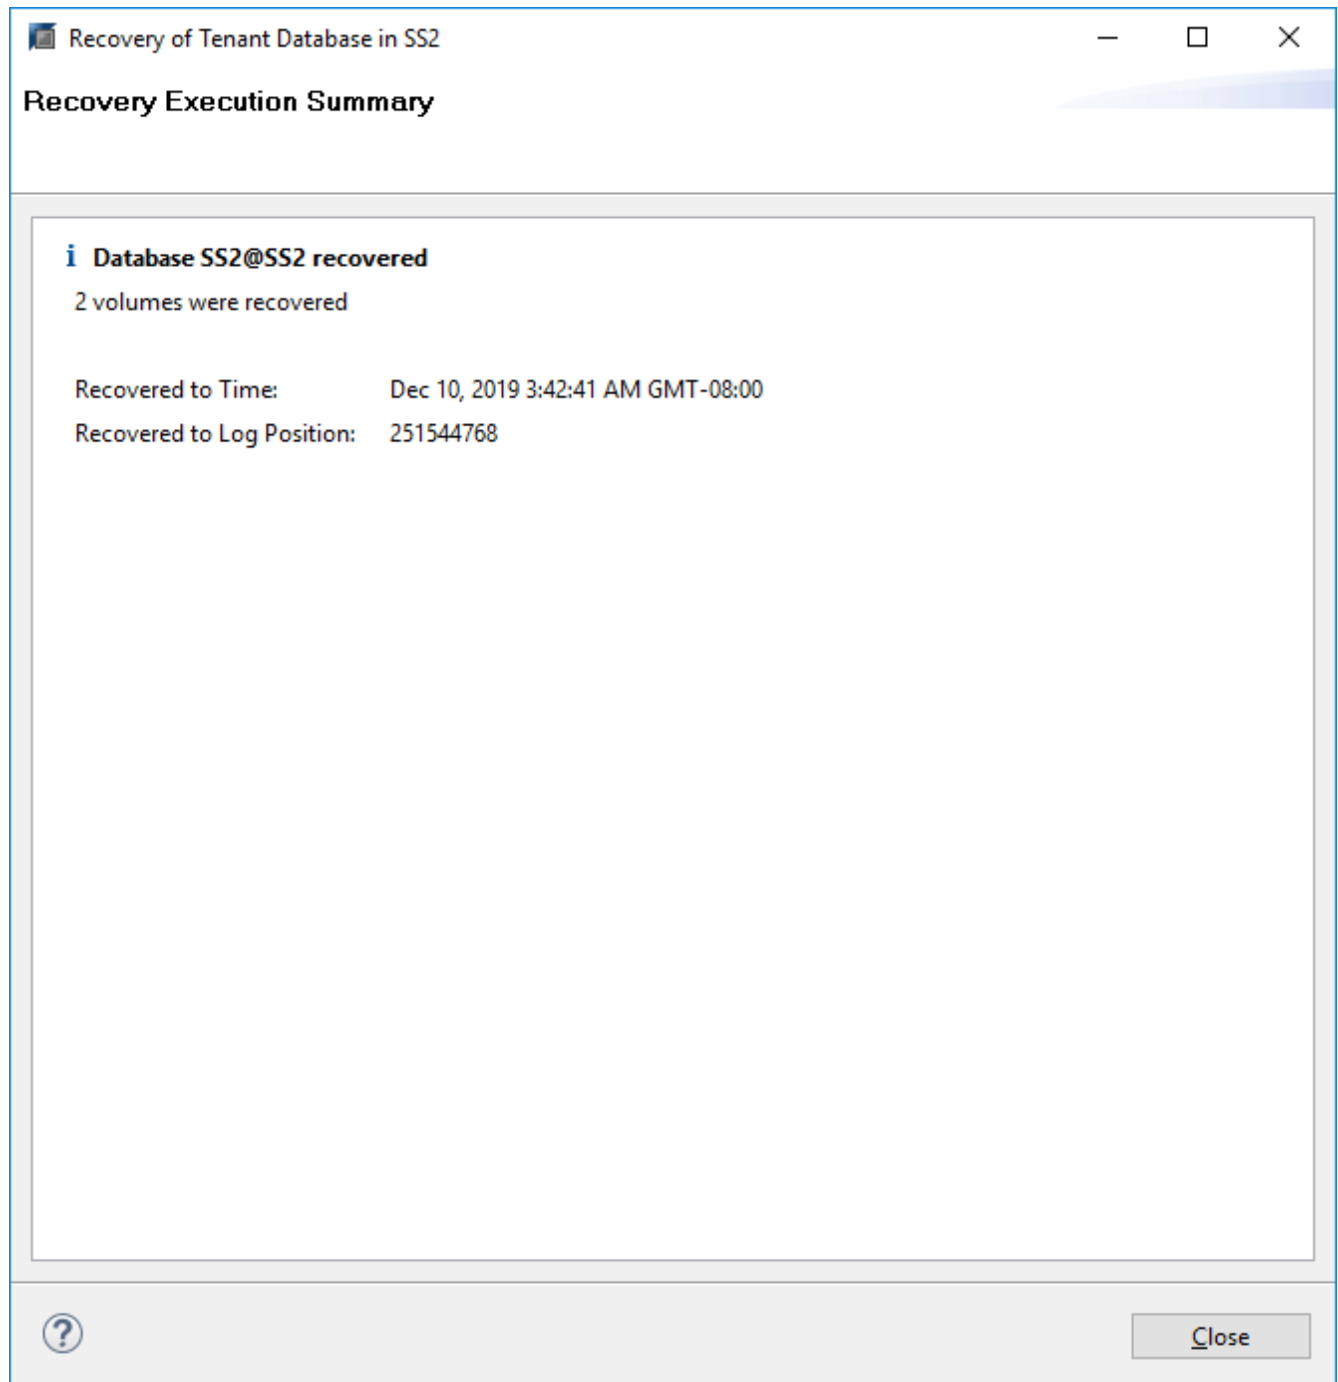 Recovery of Tenant Database in SS2
Recovery Execution Summary
i Database SS2@SS2 recovered
2 volumes were recovered
Recovered to Time: Dec 10, 2019 3:42:41 AM GMT-08:00
Recovered to Log Position: 251544768
?
Close